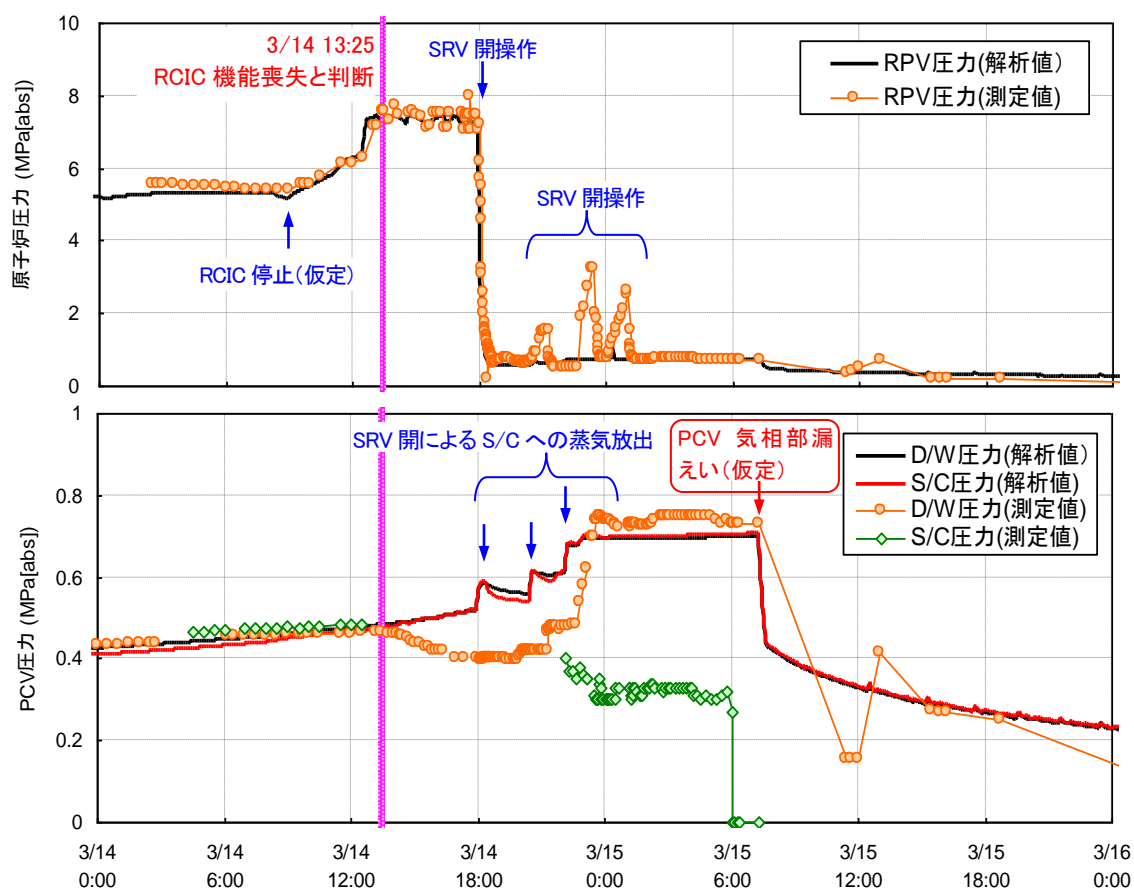 10
8
6
4
2
0
原子炉圧力 (MPa[abs])
3/14 13:25
RCIC 機能喪失と判断
SRV 開操作
RPV圧力(解析値)
RPV圧力(測定値)
SRV 開操作
RCIC 停止(仮定)
1
0.8
0.6
0.4
0.2
0
PCV圧力 (MPa[abs])
SRV 開による S/C への蒸気放出
PCV 気相部漏
えい(仮定)
D/W圧力(解析値)
S/C圧力(解析値)
D/W圧力(測定値)
S/C圧力(測定値)
3/14 3/14 3/14 3/14 3/15 3/15 3/15 3/15 3/16
0:00 6:00 12:00 18:00 0:00 6:00 12:00 18:00 0:00